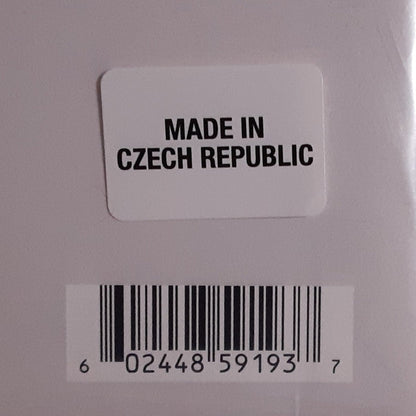 MADE IN
CZECH REPUBLIC
6 02448 59193 7